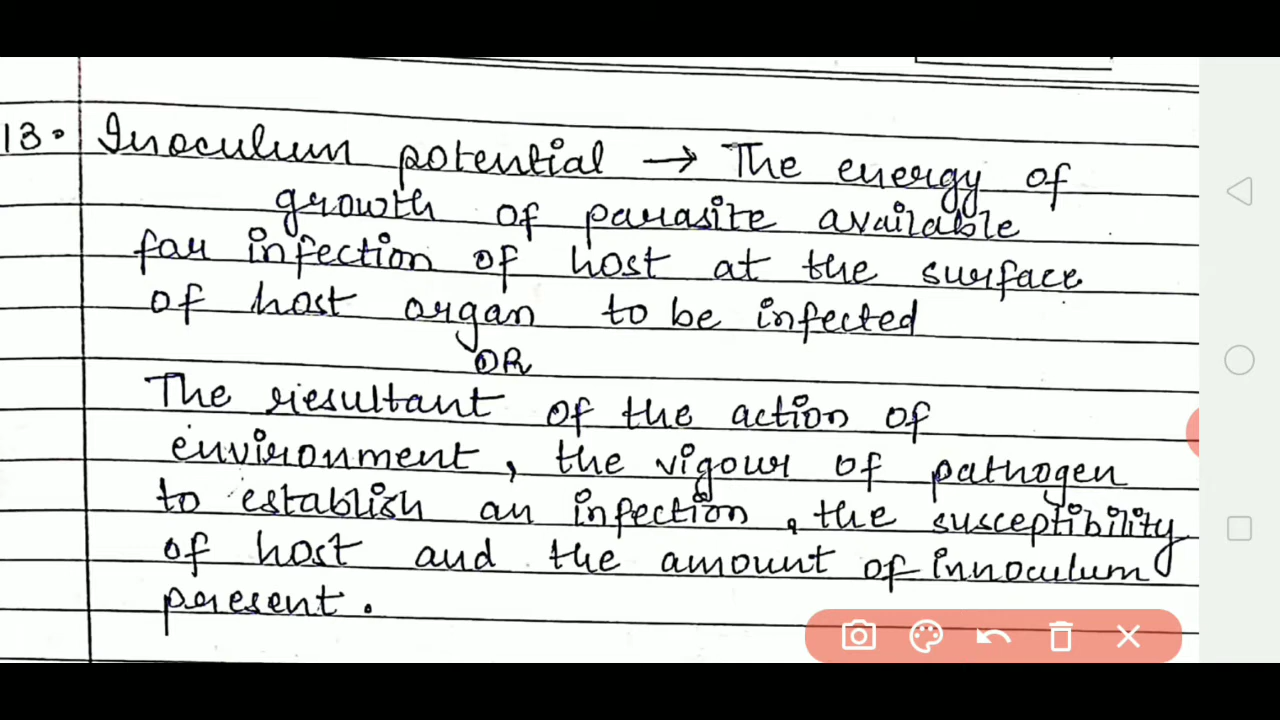 13. Inoculum potential → The energy of
growth of parasite available
for infection of host at the surface
of host organ to be infected
OR
The resultant of the action of
environment, the vigour of pathogen
to establish an infection, the susceptibility
of host and the amount of innoculum
present.